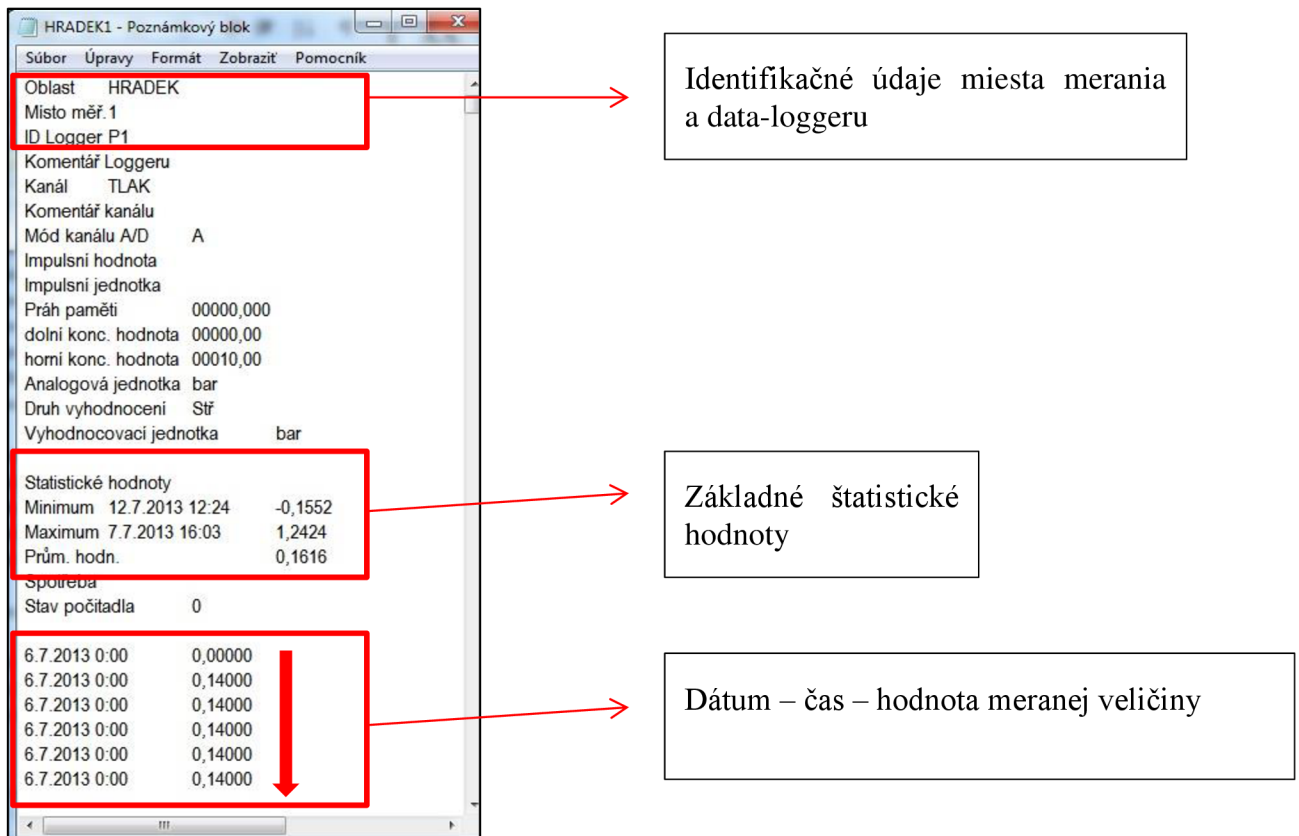 HRADEK1 - Poznámkový blok
Súbor Úpravy Formát Zobraziť Pomocník
Oblast HRADEK
Místo měř.1
ID Logger P1
Komentář Loggeru
Kanál TLAK
Komentář kanálu
Mód kanálu A/D A
Impulsní hodnota
Impulsní jednotka
Práh paměti 00000,000
dolní konc. hodnota 00000,00
horní konc. hodnota 00010,00
Analogová jednotka bar
Druh vyhodnocení Stř
Vyhodnocovací jednotka bar
Statistické hodnoty
Minimum 12.7.2013 12:24 -0,1552
Maximum 7.7.2013 16:03 1,2424
Prům. hodn. 0,1616
Spotřeba
Stav počitadla 0
6.7.2013 0:00 0,00000
6.7.2013 0:00 0,14000
6.7.2013 0:00 0,14000
6.7.2013 0:00 0,14000
6.7.2013 0:00 0,14000
6.7.2013 0:00 0,14000
Identifikačné údaje miesta merania
a data-loggeru
Základné štatistické
hodnoty
Dátum – čas – hodnota meranej veličiny